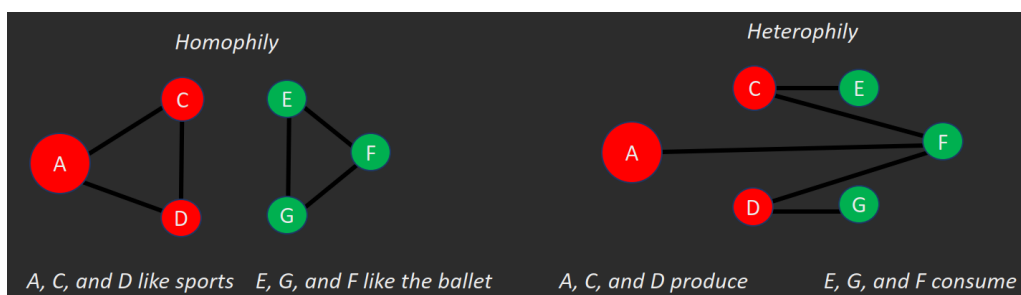 Homophily
C
A
D
E
F
G
A, C, and D like sports
E, G, and F like the ballet
Heterophily
C
E
A
F
D
G
A, C, and D produce
E, G, and F consume